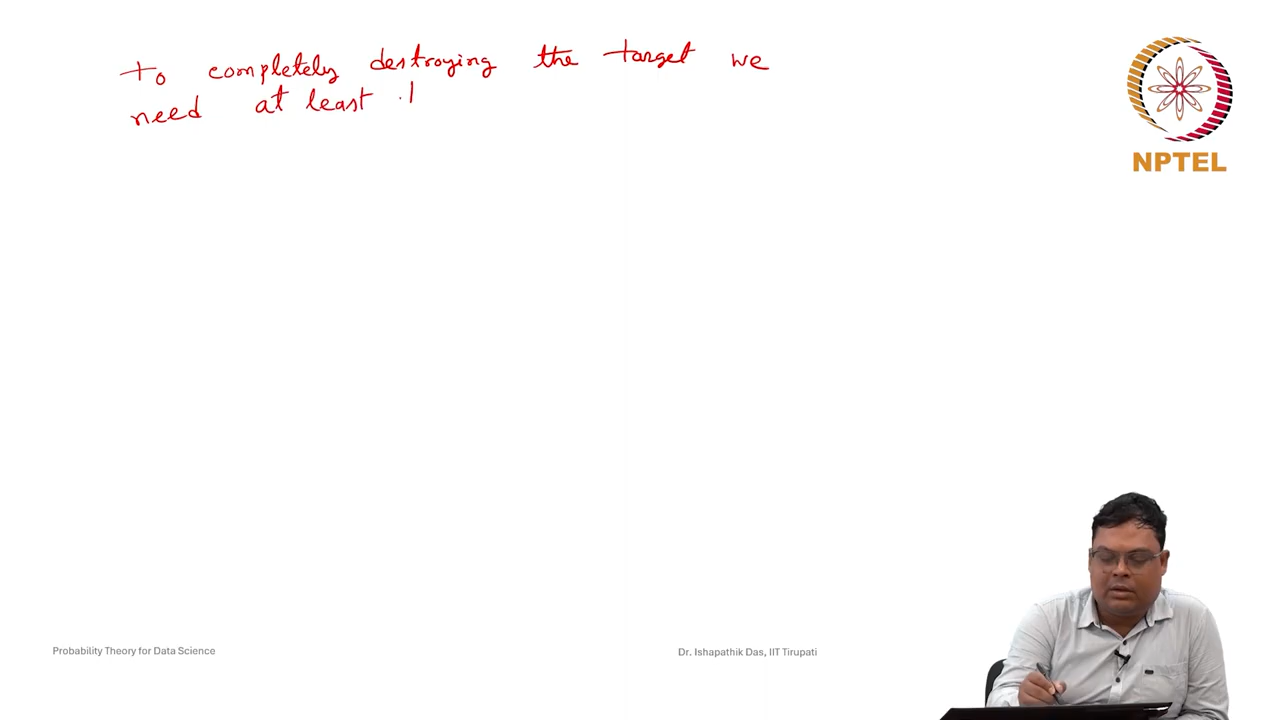 to completely destroying the target we
need at least
NPTEL
Probability Theory for Data Science
Dr. Ishapathik Das, IIT Tirupati